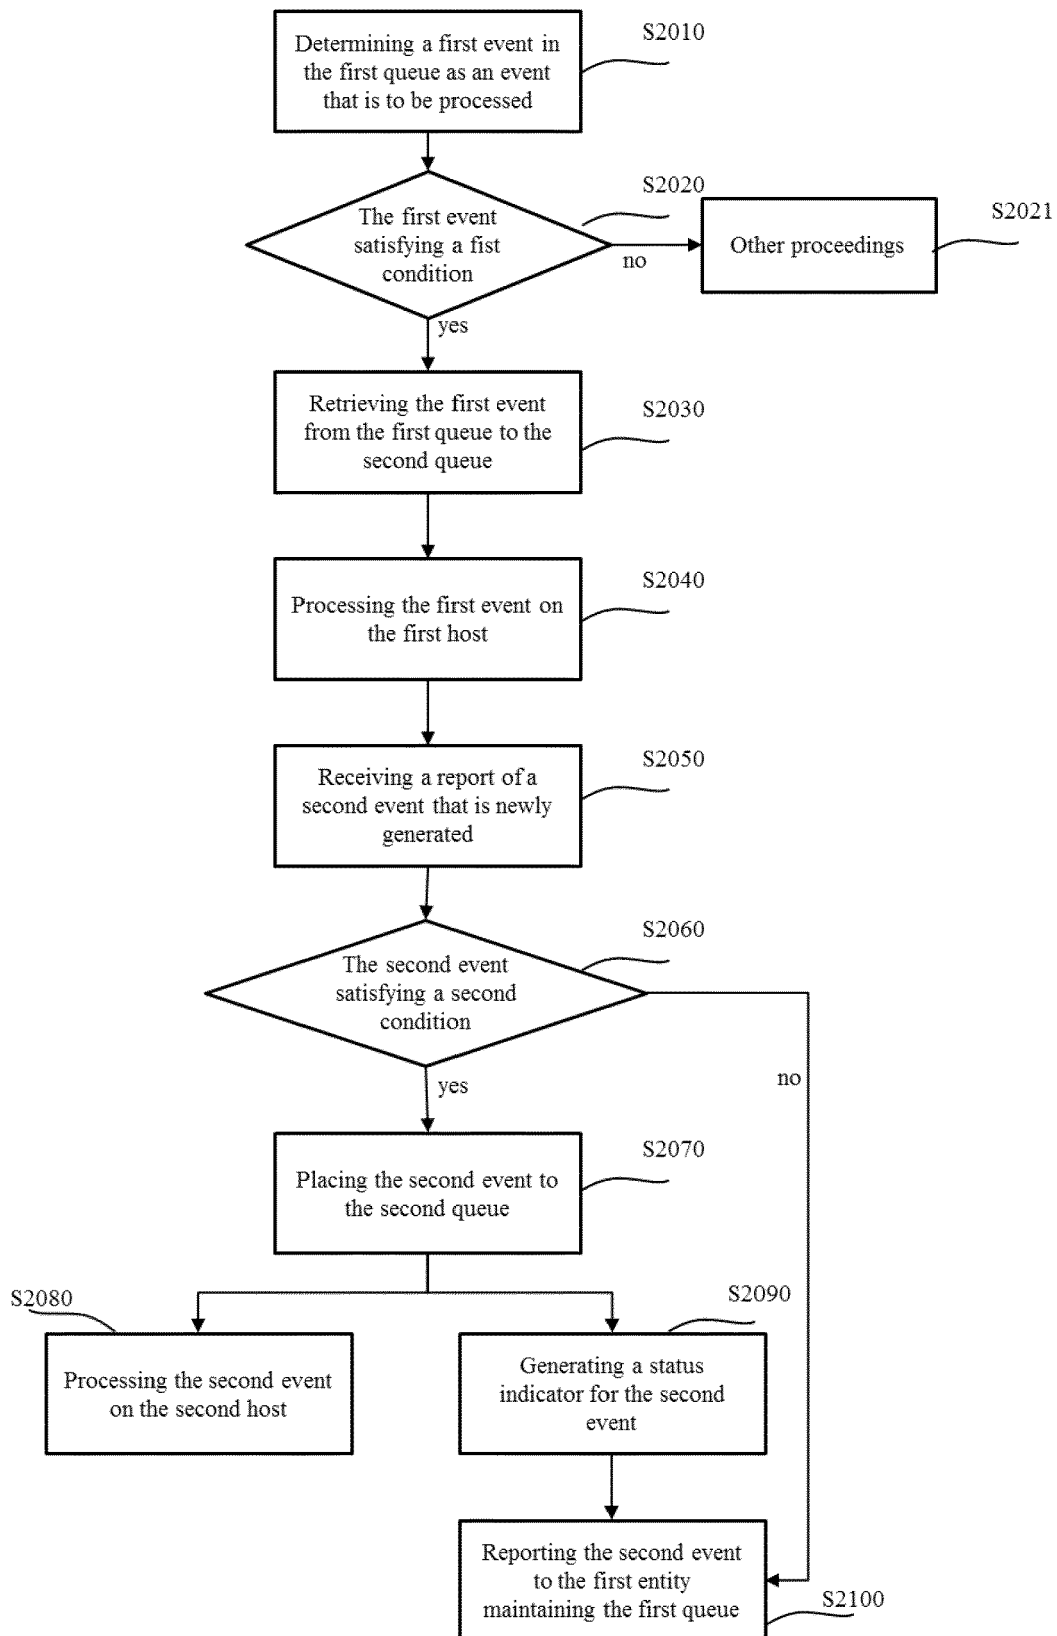 S2010
Determining a first event in
the first queue as an event
that is to be processed
S2020
The first event
satisfying a fist
condition
no
S2021
Other proceedings
yes
Retrieving the first event
from the first queue to the
second queue
S2030
Processing the first event on
the first host
S2040
Receiving a report of a
second event that is newly
generated
S2050
S2060
The second event
satisfying a second
condition
no
yes
Placing the second event to
the second queue
S2070
S2080
Processing the second event
on the second host
S2090
Generating a status
indicator for the second
event
Reporting the second event
to the first entity
maintaining the first queue
S2100